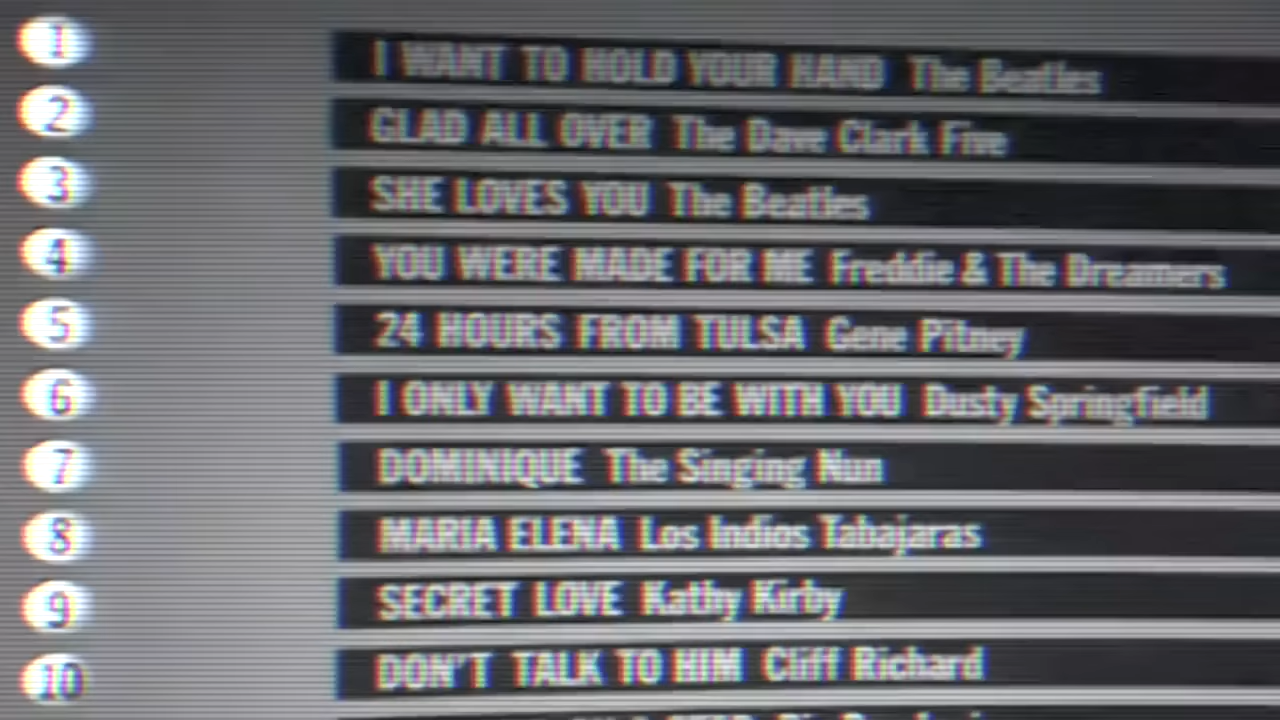 1 I WANT TO HOLD YOUR HAND The Beatles
2 GLAD ALL OVER The Dave Clark Five
3 SHE LOVES YOU The Beatles
4 YOU WERE MADE FOR ME Freddie & The Dreamers
5 24 HOURS FROM TULSA Gene Pitney
6 I ONLY WANT TO BE WITH YOU Dusty Springfield
7 DOMINIQUE The Singing Nun
8 MARIA ELENA Los Indios Tabajaras
9 SECRET LOVE Kathy Kirby
10 DON'T TALK TO HIM Cliff Richard